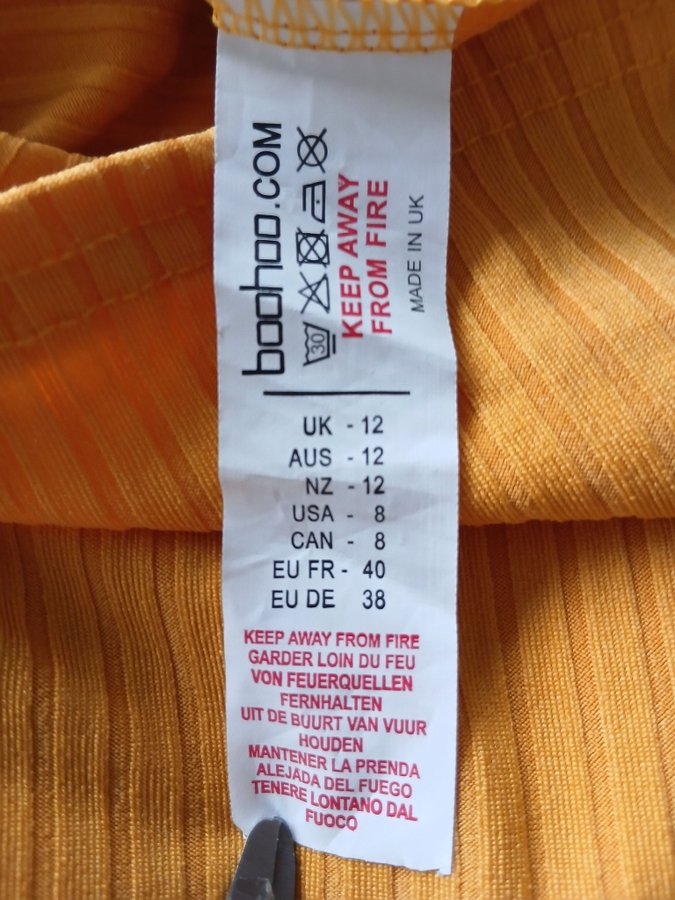 boohoo.COM
30
KEEP AWAY
FROM FIRE
MADE IN UK
UK - 12
AUS - 12
NZ - 12
USA - 8
CAN - 8
EU FR - 40
EU DE 38
KEEP AWAY FROM FIRE
GARDER LOIN DU FEU
VON FEUERQUELLEN
FERNHALTEN
UIT DE BUURT VAN VUUR
HOUDEN
MANTENER LA PRENDA
ALEJADA DEL FUEGO
TENERE LONTANO DAL
FUOCO